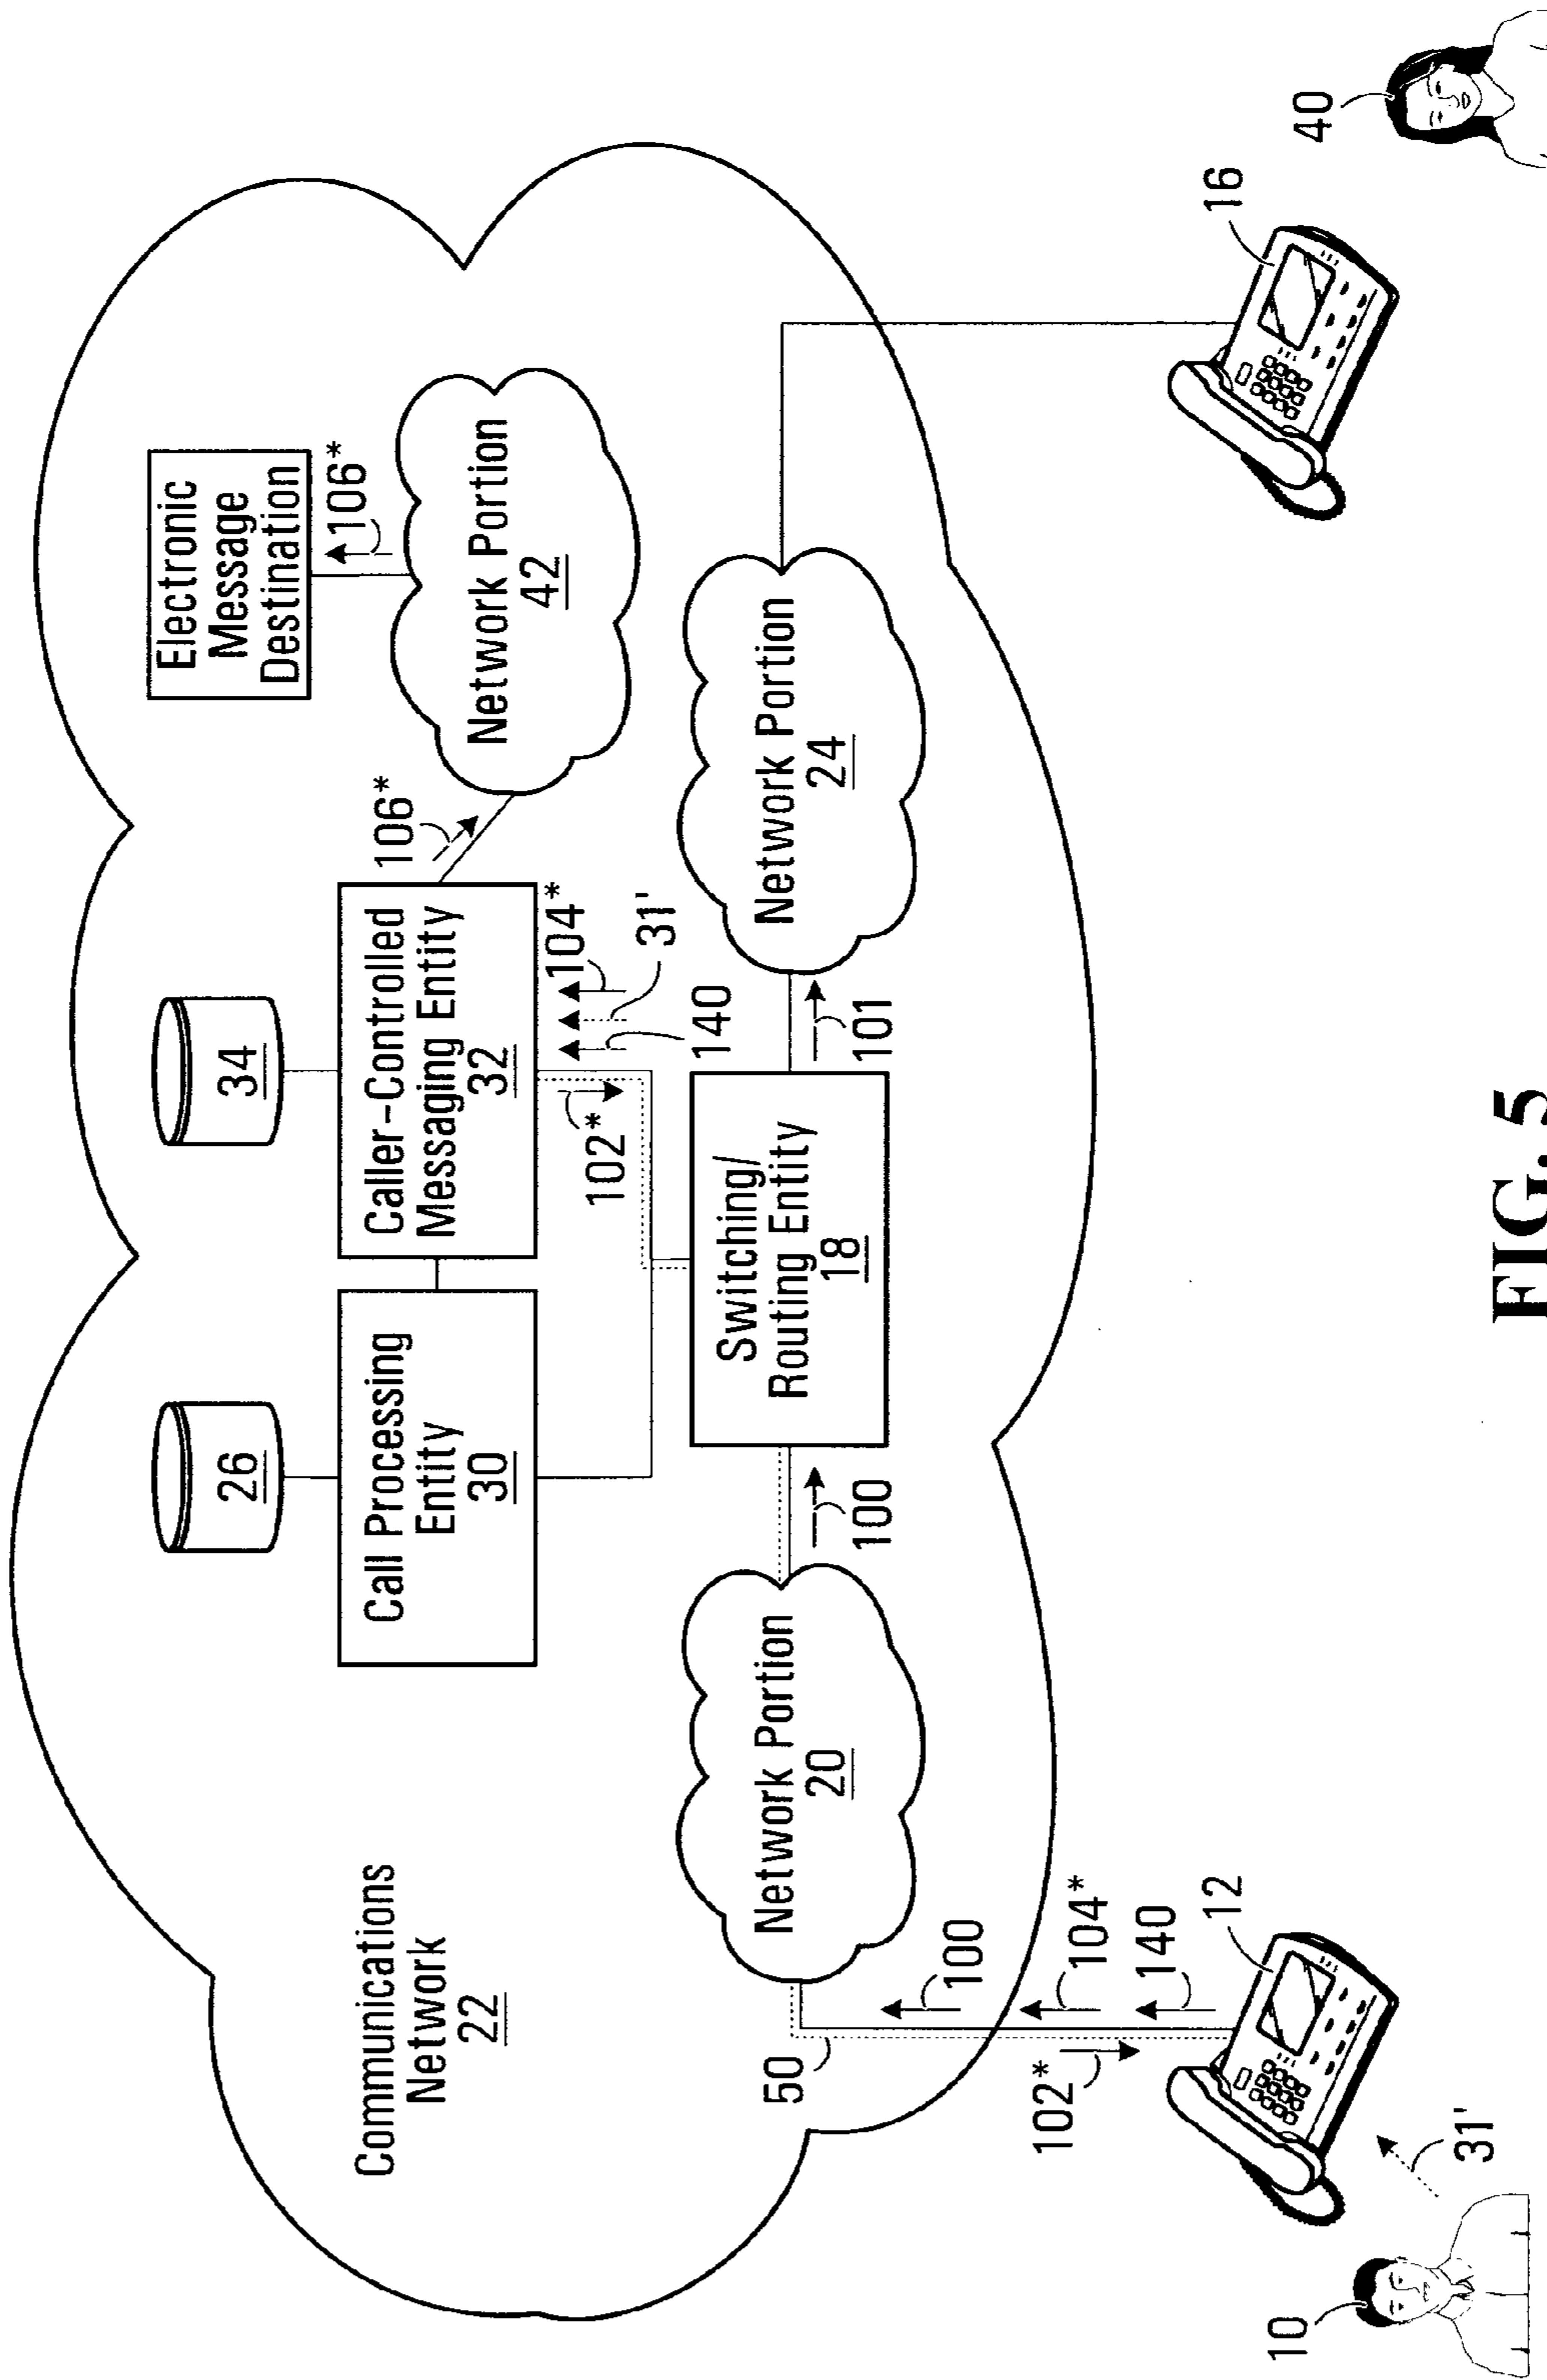 Communications
Network
22
26
34
Call Processing
Entity
30
Caller-Controlled
Messaging Entity
32
106*
Electronic
Message
Destination
106*
Network Portion
42
102*
140
31'
104*
Network Portion
20
100
Switching/
Routing Entity
18
101
Network Portion
24
50
100
104*
102*
140
12
16
10
31'
40
FIG. 5